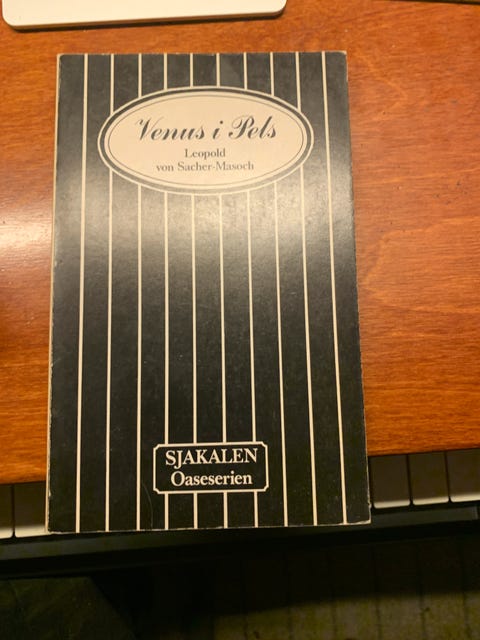 Venus i Pels
Leopold
von Sacher-Masoch
SJAKALEN
Oaseserien